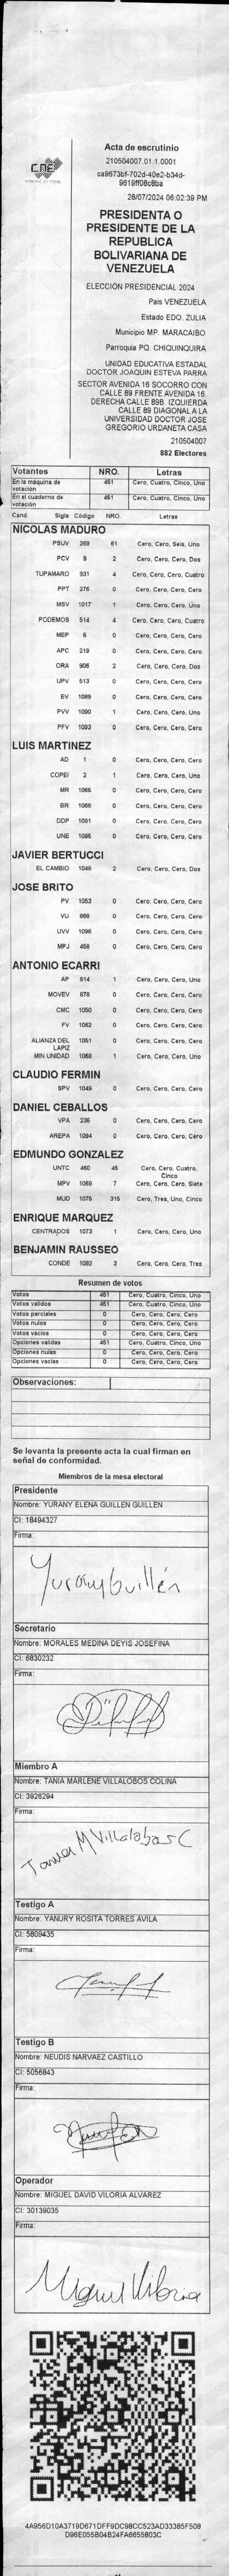 CNE
Acta de escrutinio
210504007.01.1.0001
ca9673bf-702d-40e2-b34d-
9619ff08c8ba
28/07/2024 06:02:39 PM
PRESIDENTA O
PRESIDENTE DE LA
REPUBLICA
BOLIVARIANA DE
VENEZUELA
ELECCIÓN PRESIDENCIAL 2024
Pais VENEZUELA
Estado EDO. ZULIA
Municipio MP. MARACAIBO
Parroquia PQ. CHIQUINQUIRA
UNIDAD EDUCATIVA ESTADAL
DOCTOR JOAQUIN ESTEVA PARRA
SECTOR AVENIDA 16 SOCORRO CON
CALLE 89 FRENTE AVENIDA 16.
DERECHA CALLE 89B. IZQUIERDA
CALLE 89 DIAGONAL A LA
UNIVERSIDAD DOCTOR JOSE
GREGORIO URDANETA CASA
210504007
882 Electores
Votantes NRO. Letras
En la máquina de votación 451 Cero, Cuatro, Cinco, Uno
En el cuaderno de votación 451 Cero, Cuatro, Cinco, Uno
Cand. Sigla Código NRO. Letras
NICOLAS MADURO
PSUV 269 61 Cero, Cero, Seis, Uno
PCV 9 2 Cero, Cero, Cero, Dos
TUPAMARO 931 4 Cero, Cero, Cero, Cuatro
PPT 276 0 Cero, Cero, Cero, Cero
MSV 1017 1 Cero, Cero, Cero, Uno
PODEMOS 514 4 Cero, Cero, Cero, Cuatro
MEP 6 0 Cero, Cero, Cero, Cero
APC 219 0 Cero, Cero, Cero, Cero
ORA 906 2 Cero, Cero, Cero, Dos
UPV 513 0 Cero, Cero, Cero, Cero
EV 1089 0 Cero, Cero, Cero, Cero
PVV 1090 1 Cero, Cero, Cero, Uno
PFV 1093 0 Cero, Cero, Cero, Cero
LUIS MARTINEZ
AD 1 0 Cero, Cero, Cero, Cero
COPEI 2 1 Cero, Cero, Cero, Uno
MR 1065 0 Cero, Cero, Cero, Cero
BR 1066 0 Cero, Cero, Cero, Cero
DDP 1091 0 Cero, Cero, Cero, Cero
UNE 1095 0 Cero, Cero, Cero, Cero
JAVIER BERTUCCI
EL CAMBIO 1048 2 Cero, Cero, Cero, Dos
JOSE BRITO
PV 1053 0 Cero, Cero, Cero, Cero
VU 868 0 Cero, Cero, Cero, Cero
UVV 1096 0 Cero, Cero, Cero, Cero
MPJ 458 0 Cero, Cero, Cero, Cero
ANTONIO ECARRI
AP 914 1 Cero, Cero, Cero, Uno
MOVEV 878 0 Cero, Cero, Cero, Cero
CMC 1050 0 Cero, Cero, Cero, Cero
FV 1062 0 Cero, Cero, Cero, Cero
ALIANZA DEL LAPIZ 1051 0 Cero, Cero, Cero, Cero
MIN UNIDAD 1068 1 Cero, Cero, Cero, Uno
CLAUDIO FERMIN
SPV 1049 0 Cero, Cero, Cero, Cero
DANIEL CEBALLOS
VPA 236 0 Cero, Cero, Cero, Cero
AREPA 1094 0 Cero, Cero, Cero, Cero
EDMUNDO GONZALEZ
UNTC 460 45 Cero, Cero, Cuatro, Cinco
MPV 1069 7 Cero, Cero, Cero, Siete
MUD 1075 315 Cero, Tres, Uno, Cinco
ENRIQUE MARQUEZ
CENTRADOS 1073 1 Cero, Cero, Cero, Uno
BENJAMIN RAUSSEO
CONDE 1092 3 Cero, Cero, Cero, Tres
Resumen de votos
Votos 451 Cero, Cuatro, Cinco, Uno
Votos validos 451 Cero, Cuatro, Cinco, Uno
Votos parciales 0 Cero, Cero, Cero, Cero
Votos nulos 0 Cero, Cero, Cero, Cero
Votos vacios 0 Cero, Cero, Cero, Cero
Opciones validas 451 Cero, Cuatro, Cinco, Uno
Opciones nulas 0 Cero, Cero, Cero, Cero
Opciones vacias 0 Cero, Cero, Cero, Cero
Observaciones:
Se levanta la presente acta la cual firman en
señal de conformidad.
Miembros de la mesa electoral
Presidente
Nombre: YURANY ELENA GUILLEN GUILLEN
CI: 18494327
Firma:
Yurany Guillén
Secretario
Nombre: MORALES MEDINA DEYIS JOSEFINA
CI: 6830232
Firma:
Miembro A
Nombre: TANIA MARLENE VILLALOBOS COLINA
CI: 3926294
Firma:
Tania M Villalobos C
Testigo A
Nombre: YANURY ROSITA TORRES AVILA
CI: 5809435
Firma:
Testigo B
Nombre: NEUDIS NARVAEZ CASTILLO
CI: 5056843
Firma:
Operador
Nombre: MIGUEL DAVID VILORIA ALVAREZ
CI: 30139035
Firma:
Miguel Viloria
4A956D10A3719D671DFF9DC98CC523AD33385F508
D96E055B04B24FA6655803C